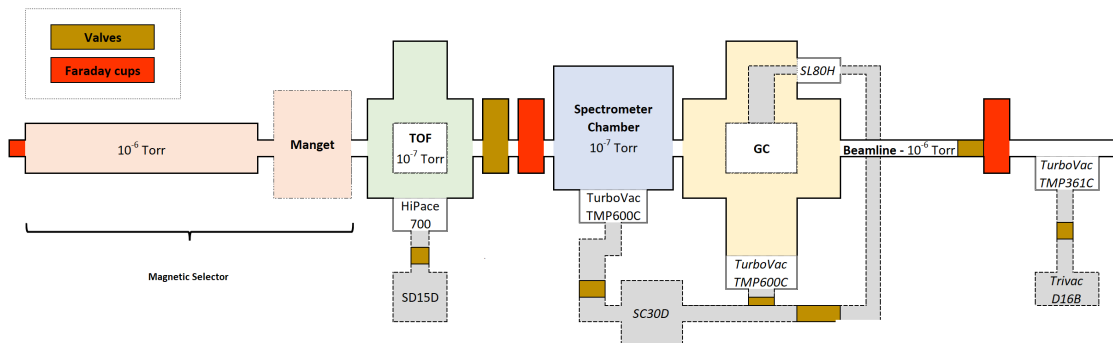 Valves
Faraday cups
10⁻⁶ Torr
Manget
TOF
10⁻⁷ Torr
HiPace
700
SD15D
Magnetic Selector
Spectrometer
Chamber
10⁻⁷ Torr
TurboVac
TMP600C
SC30D
SL80H
GC
TurboVac
TMP600C
Beamline - 10⁻⁶ Torr
TurboVac
TMP361C
Trivac
D16B